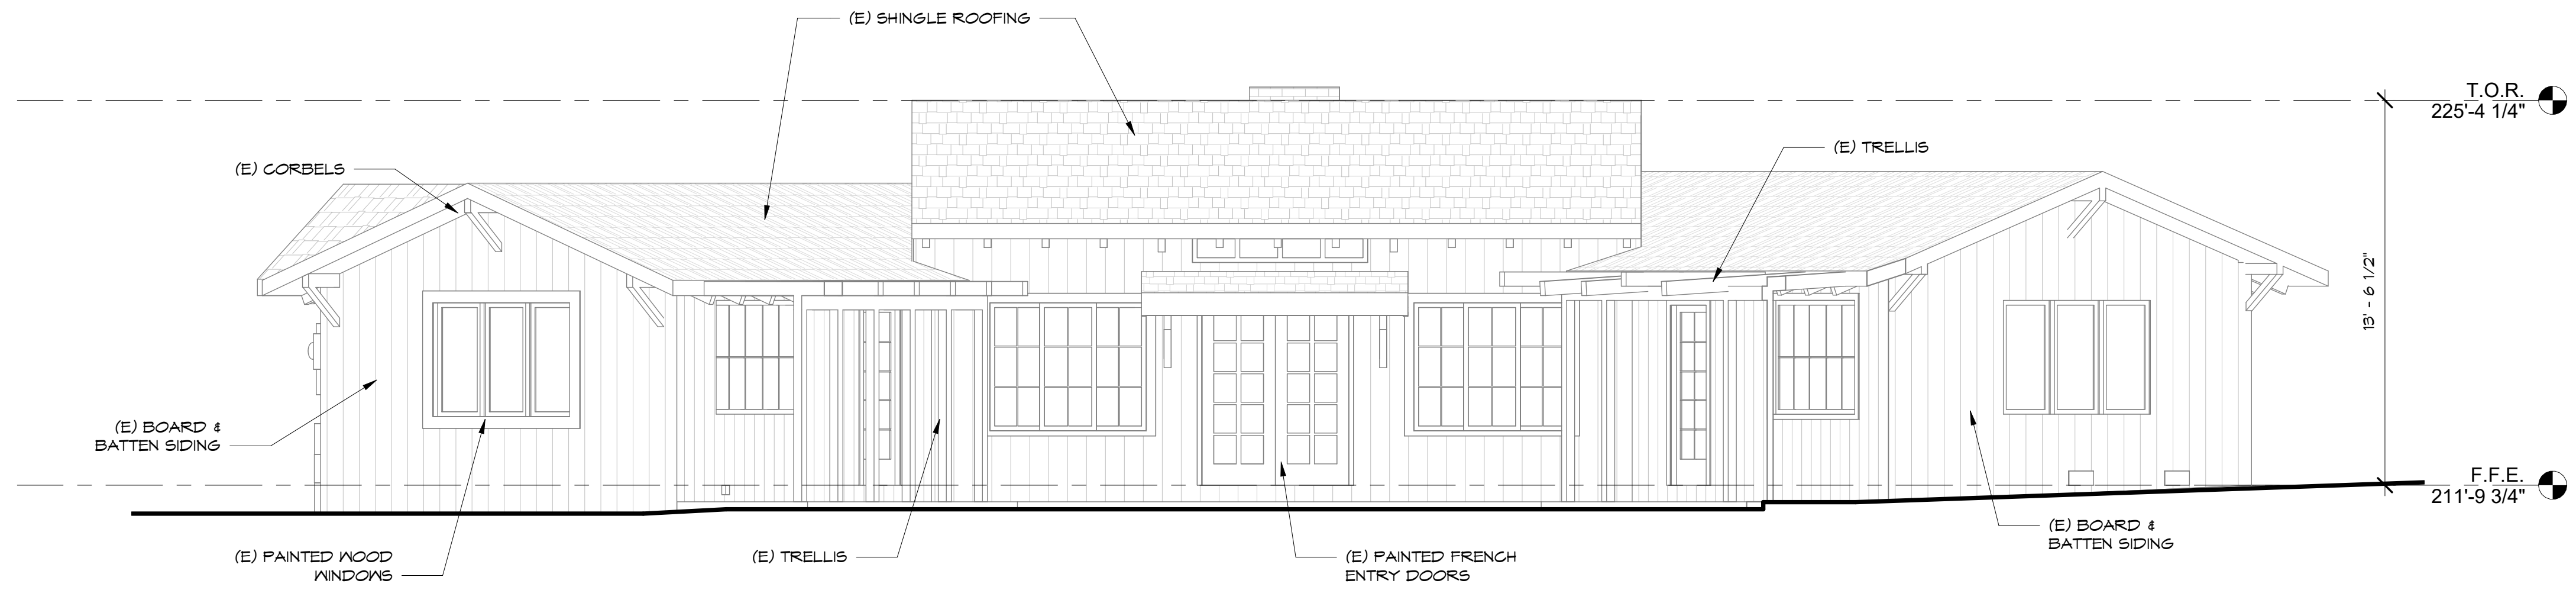 (E) SHINGLE ROOFING
T.O.R.
225'-4 1/4"
(E) TRELLIS
(E) CORBELS
13' - 6 1/2"
(E) BOARD &
BATTEN SIDING
F.F.E.
211'-9 3/4"
(E) BOARD &
BATTEN SIDING
(E) PAINTED WOOD
WINDOWS
(E) TRELLIS
(E) PAINTED FRENCH
ENTRY DOORS